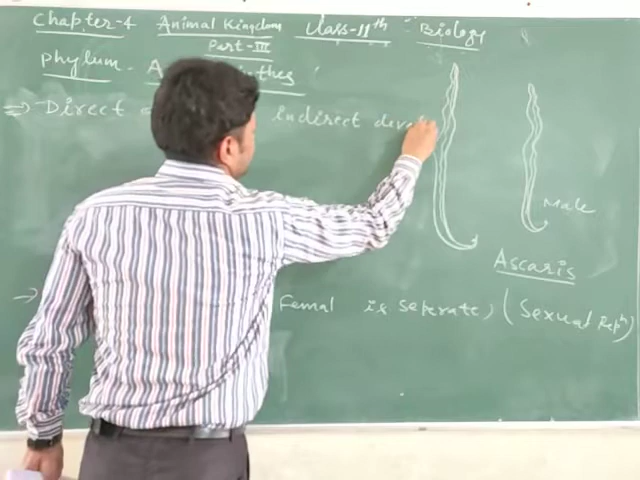 Chapter-4 Animal Kingdom Class-11th Biology
Part-III
Phylum- A
=> Direct indirect deve
Male
Ascaris
→ Femal is seperate) (Sexual Repn)